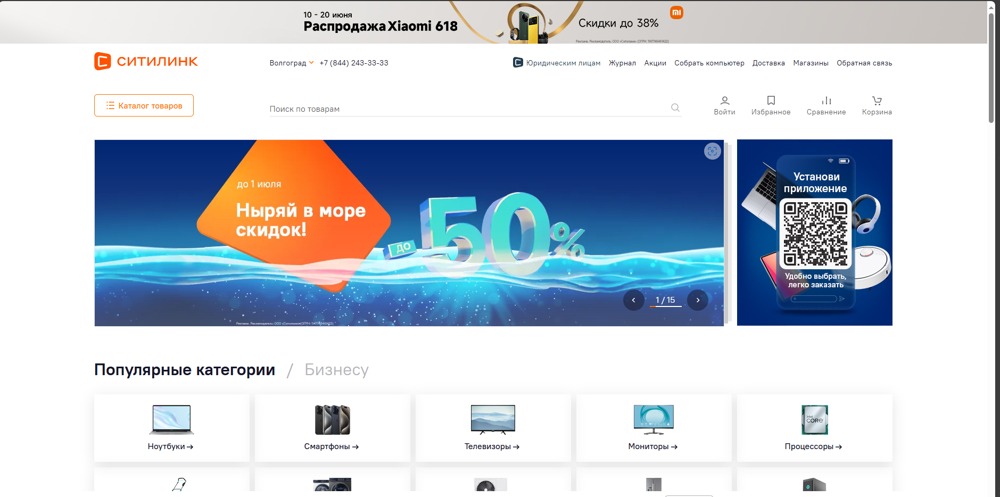 10 - 20 июня
Распродажа Xiaomi 618
Скидки до 38%
Реклама. Рекламодатель: ООО «Ситилинк» (ОГРН: 1147746461422)
СИТИЛИНК
Волгоград +7 (844) 243-33-33
Юридическим лицам Журнал Акции Собрать компьютер Доставка Магазины Обратная связь
Каталог товаров
Поиск по товарам
Войти Избранное Сравнение Корзина
до 1 июля
Ныряй в море
скидок!
до -50%
1 / 15
Реклама. Рекламодатель: ООО «Ситилинк» (ОГРН: 1147746461422)
Установи
приложение
Удобно выбрать,
легко заказать
Популярные категории / Бизнесу
Ноутбуки → Смартфоны → Телевизоры → Мониторы → Процессоры →
intel
CORE